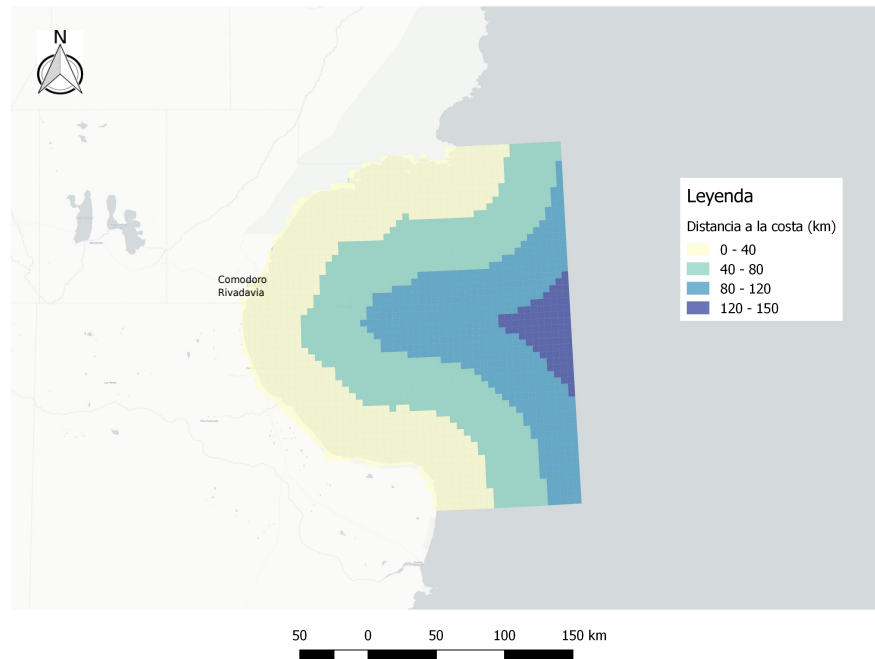 N
Comodoro
Rivadavia
Leyenda
Distancia a la costa (km)
0 - 40
40 - 80
80 - 120
120 - 150
50 0 50 100 150 km